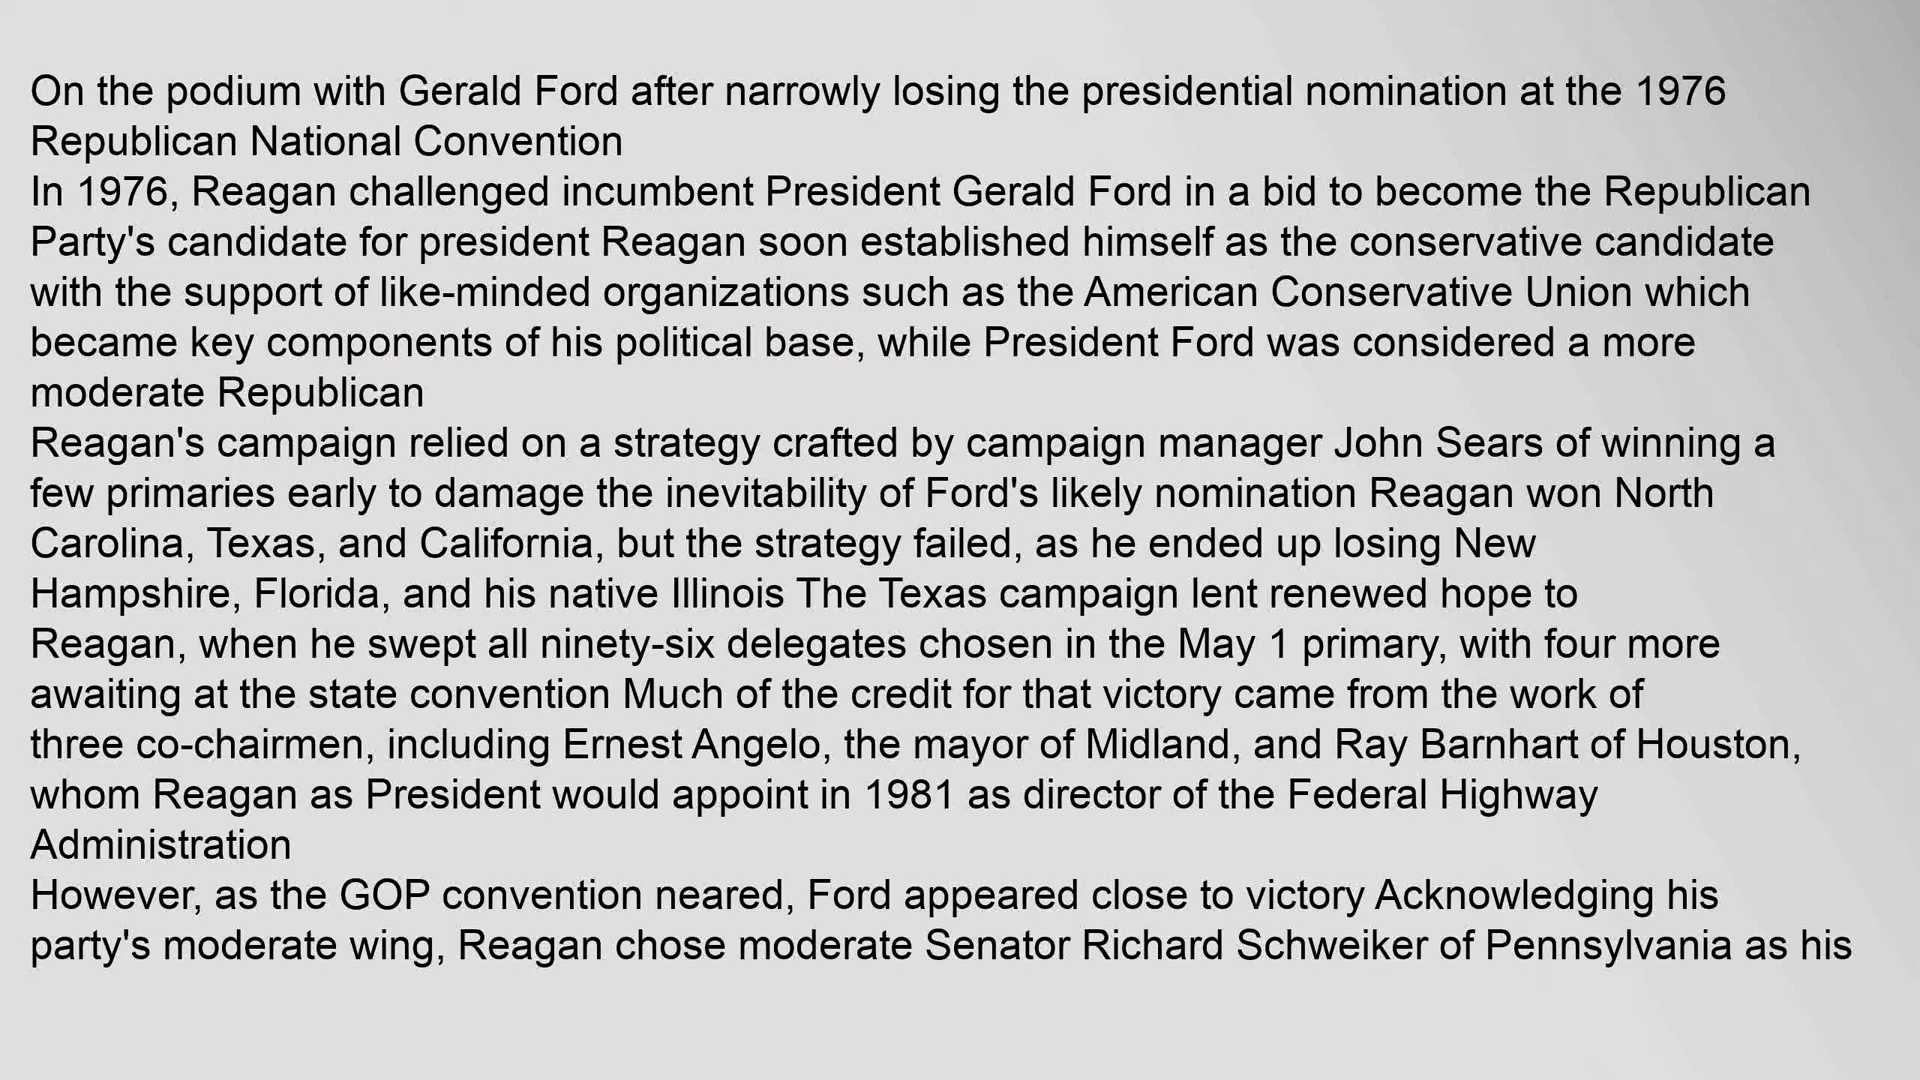 On the podium with Gerald Ford after narrowly losing the presidential nomination at the 1976
Republican National Convention
In 1976, Reagan challenged incumbent President Gerald Ford in a bid to become the Republican
Party's candidate for president Reagan soon established himself as the conservative candidate
with the support of like-minded organizations such as the American Conservative Union which
became key components of his political base, while President Ford was considered a more
moderate Republican
Reagan's campaign relied on a strategy crafted by campaign manager John Sears of winning a
few primaries early to damage the inevitability of Ford's likely nomination Reagan won North
Carolina, Texas, and California, but the strategy failed, as he ended up losing New
Hampshire, Florida, and his native Illinois The Texas campaign lent renewed hope to
Reagan, when he swept all ninety-six delegates chosen in the May 1 primary, with four more
awaiting at the state convention Much of the credit for that victory came from the work of
three co-chairmen, including Ernest Angelo, the mayor of Midland, and Ray Barnhart of Houston,
whom Reagan as President would appoint in 1981 as director of the Federal Highway
Administration
However, as the GOP convention neared, Ford appeared close to victory Acknowledging his
party's moderate wing, Reagan chose moderate Senator Richard Schweiker of Pennsylvania as his